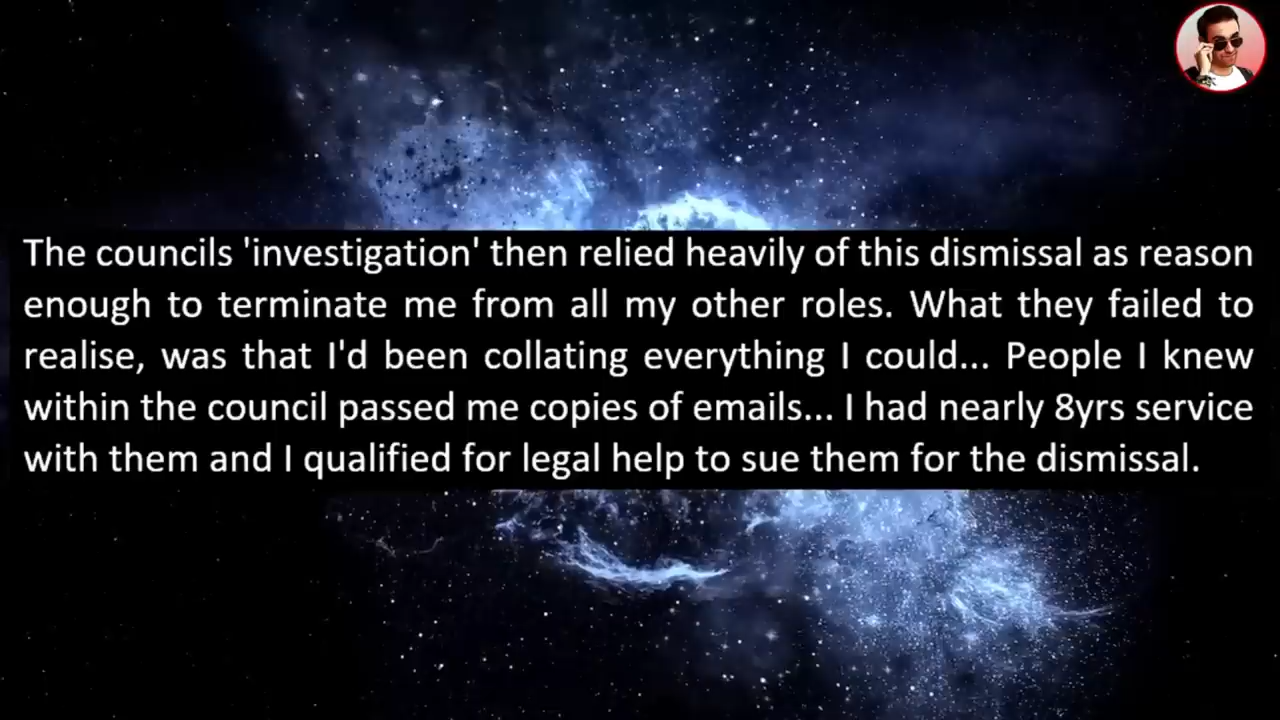 The councils 'investigation' then relied heavily of this dismissal as reason
enough to terminate me from all my other roles. What they failed to
realise, was that I'd been collating everything I could... People I knew
within the council passed me copies of emails... I had nearly 8yrs service
with them and I qualified for legal help to sue them for the dismissal.